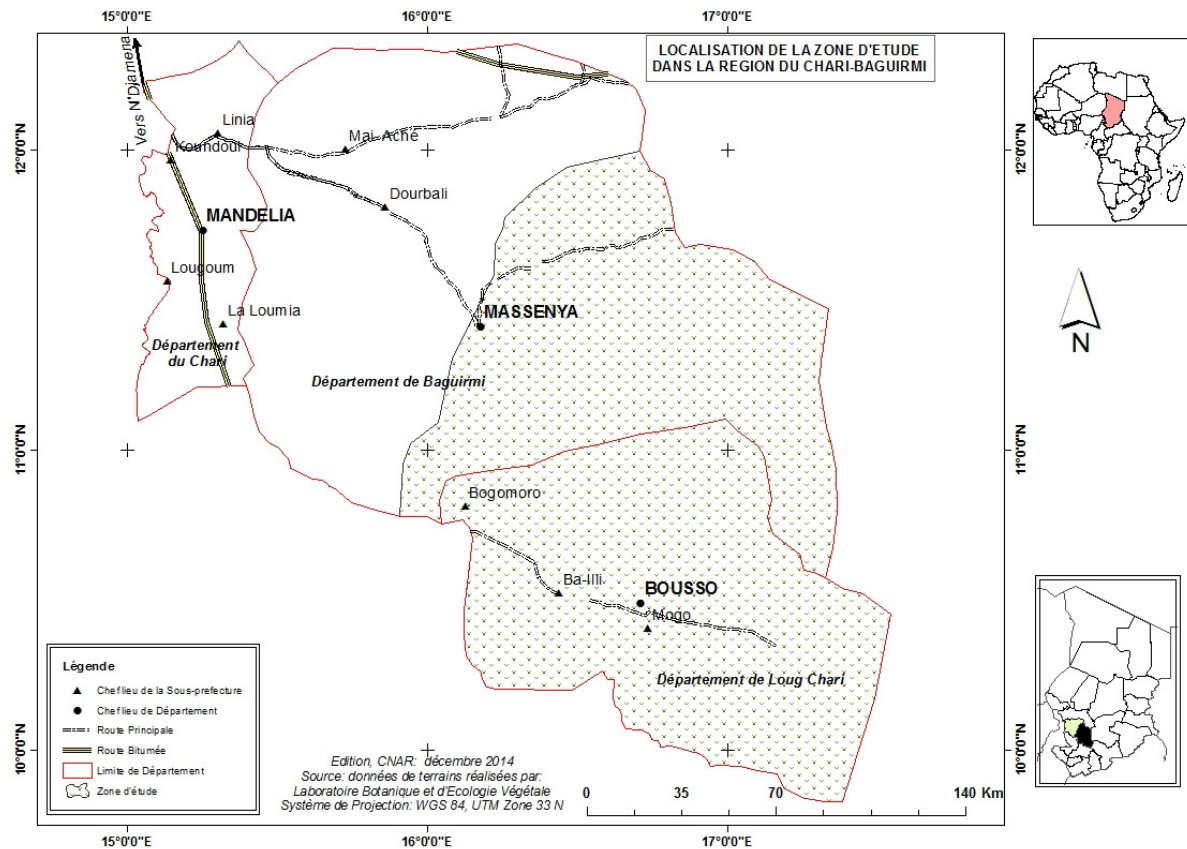 15°0'0"E
16°0'0"E
17°0'0"E
LOCALISATION DE LA ZONE D'ETUDE
DANS LA REGION DU CHARI-BAGUIRMI
Vers N'Djamena
Linia
Mai-Aché
Koundoul
12°0'0"N
12°0'0"N
Dourbali
MANDELIA
Lougoum
La Loumia
MASSENYA
Département
du Chari
Département de Baguirmi
N
11°0'0"N
11°0'0"N
Bogomoro
Ba-Illi
BOUSSO
Mogo
Département de Loug Chari
Légende
Chef lieu de la Sous-prefecture
Chef lieu de Département
Route Principale
Route Bitumée
Limite de Département
Zone d'étude
10°0'0"N
10°0'0"N
Edition, CNAR: décembre 2014
Source: données de terrains réalisées par:
Laboratoire Botanique et d'Ecologie Végétale
Système de Projection: WGS 84, UTM Zone 33 N
0 35 70 140 Km
15°0'0"E
16°0'0"E
17°0'0"E